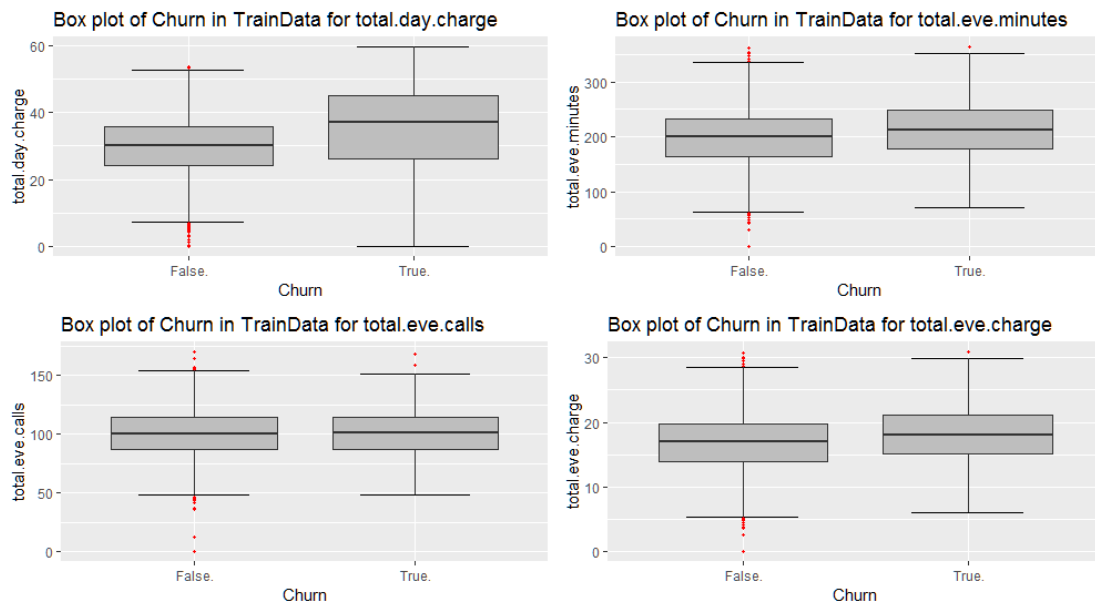 Box plot of Churn in TrainData for total.day.charge
60
40
20
0
total.day.charge
False.
True.
Churn
Box plot of Churn in TrainData for total.eve.minutes
300
200
100
0
total.eve.minutes
False.
True.
Churn
Box plot of Churn in TrainData for total.eve.calls
150
100
50
0
total.eve.calls
False.
True.
Churn
Box plot of Churn in TrainData for total.eve.charge
30
20
10
0
total.eve.charge
False.
True.
Churn